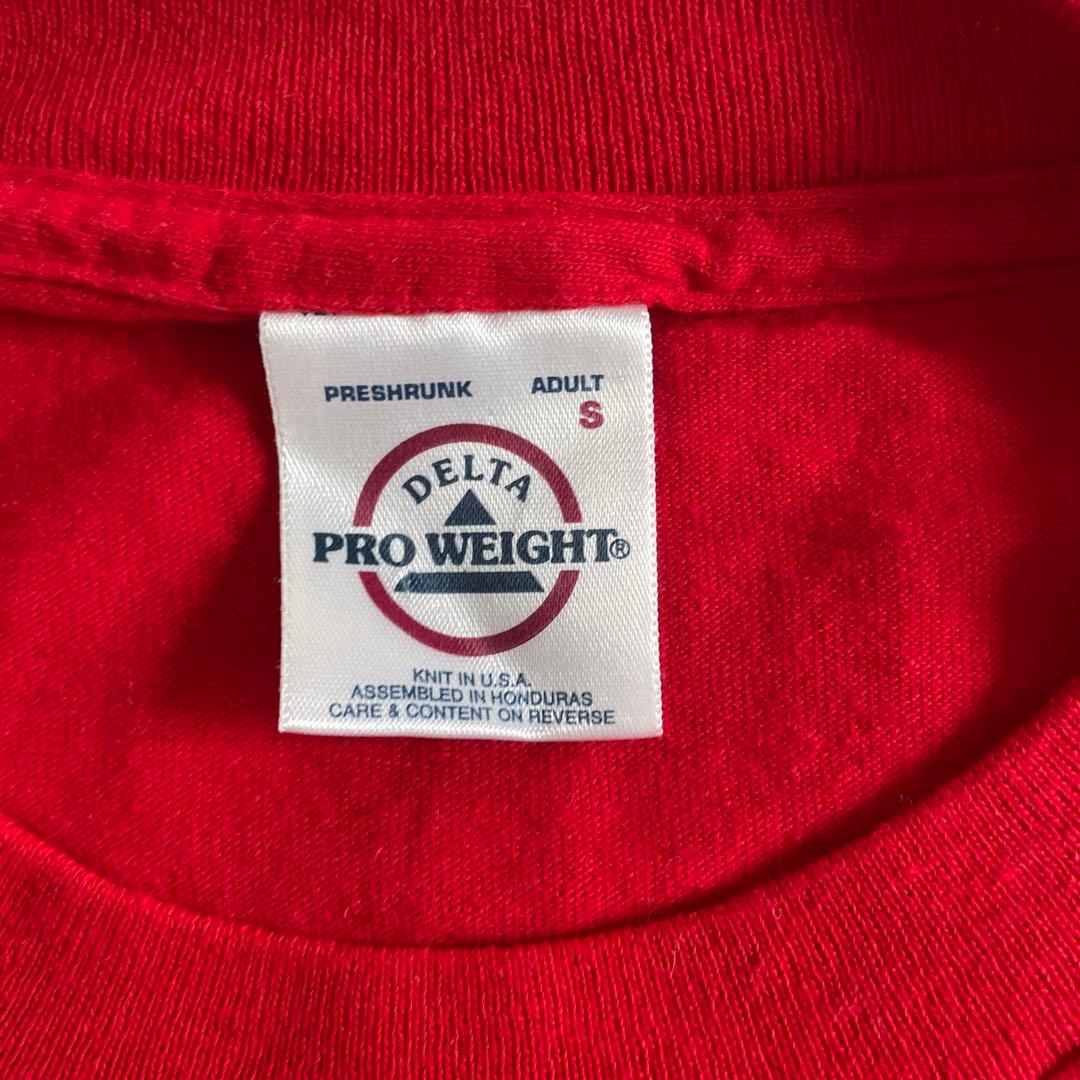 PRESHRUNK ADULT
S
DELTA
PRO WEIGHT®
KNIT IN U.S.A.
ASSEMBLED IN HONDURAS
CARE & CONTENT ON REVERSE